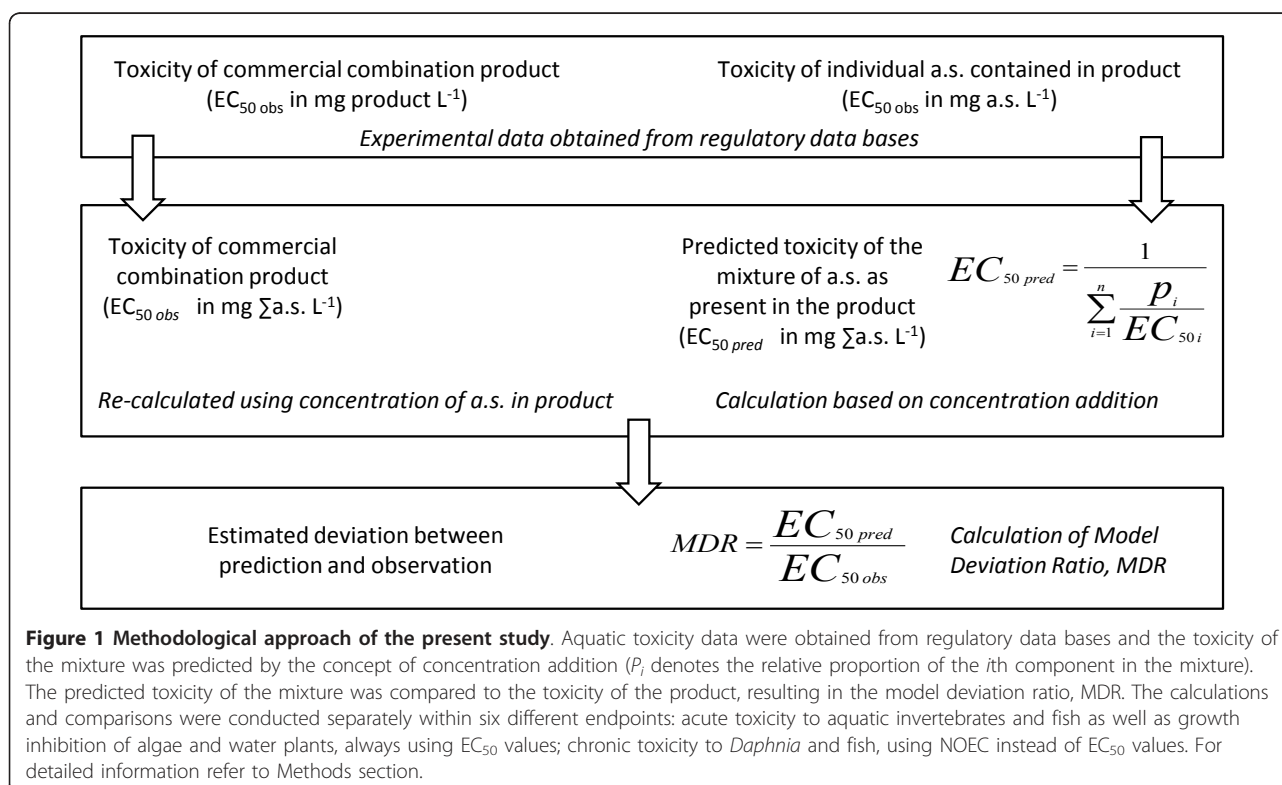 Toxicity of commercial combination product
(EC50 obs in mg product L-1)
Toxicity of individual a.s. contained in product
(EC50 obs in mg a.s. L-1)
Experimental data obtained from regulatory data bases
Toxicity of commercial
combination product
(EC50 obs in mg ∑a.s. L-1)
Predicted toxicity of the
mixture of a.s. as
present in the product
(EC50 pred in mg ∑a.s. L-1)
EC50 pred = 1 / ∑(i=1 to n) pi / EC50 i
Re-calculated using concentration of a.s. in product
Calculation based on concentration addition
Estimated deviation between
prediction and observation
MDR = EC50 pred / EC50 obs
Calculation of Model
Deviation Ratio, MDR
Figure 1 Methodological approach of the present study. Aquatic toxicity data were obtained from regulatory data bases and the toxicity of
the mixture was predicted by the concept of concentration addition (Pi denotes the relative proportion of the ith component in the mixture).
The predicted toxicity of the mixture was compared to the toxicity of the product, resulting in the model deviation ratio, MDR. The calculations
and comparisons were conducted separately within six different endpoints: acute toxicity to aquatic invertebrates and fish as well as growth
inhibition of algae and water plants, always using EC50 values; chronic toxicity to Daphnia and fish, using NOEC instead of EC50 values. For
detailed information refer to Methods section.